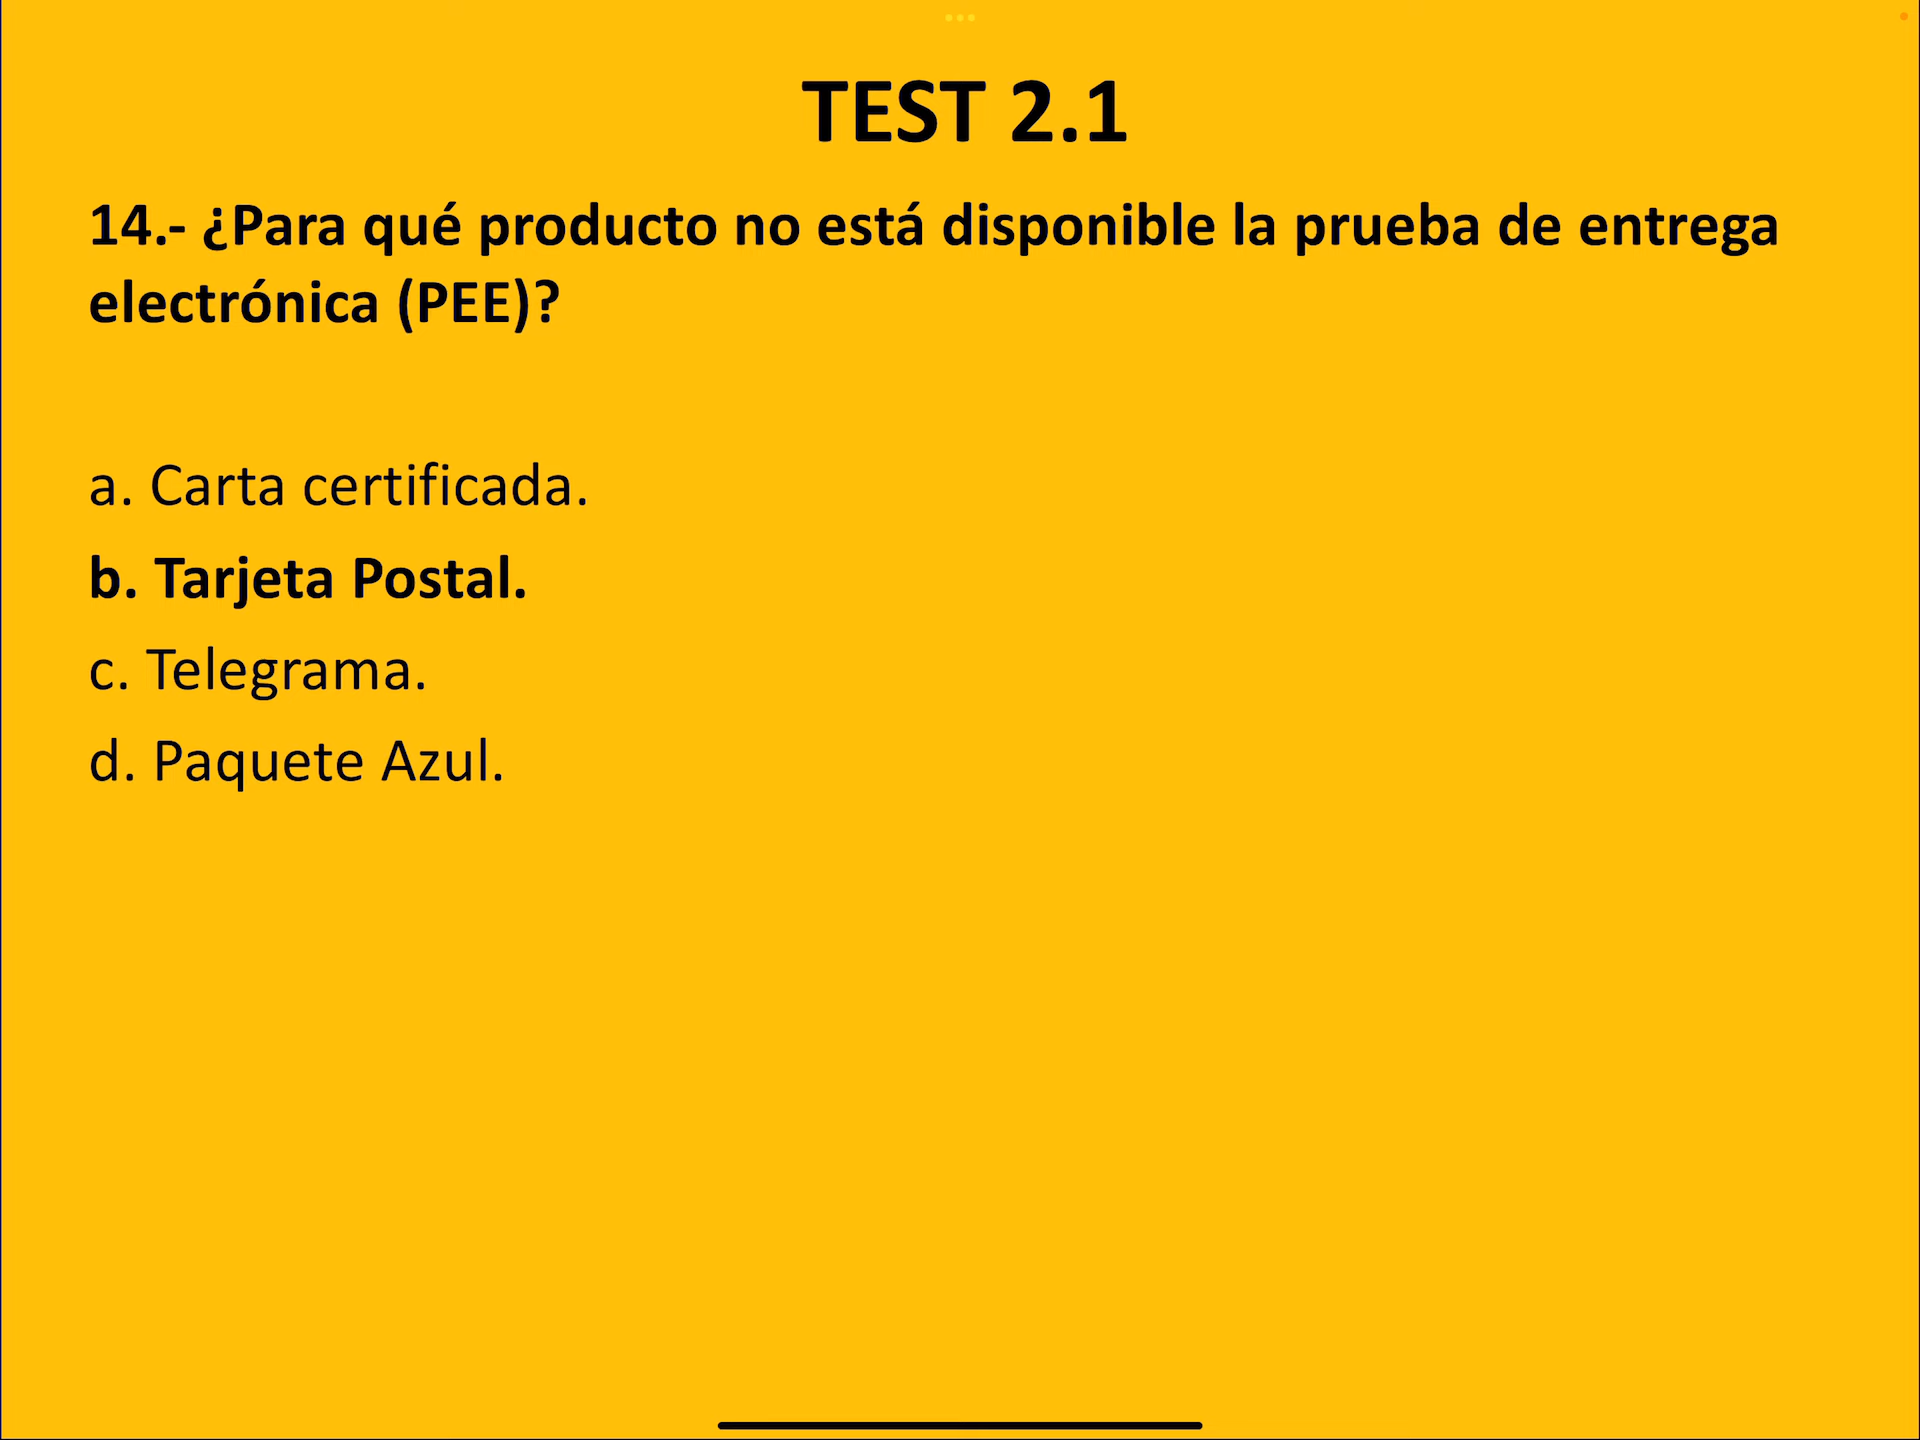 TEST 2.1
14.- ¿Para qué producto no está disponible la prueba de entrega
electrónica (PEE)?
a. Carta certificada.
b. Tarjeta Postal.
c. Telegrama.
d. Paquete Azul.